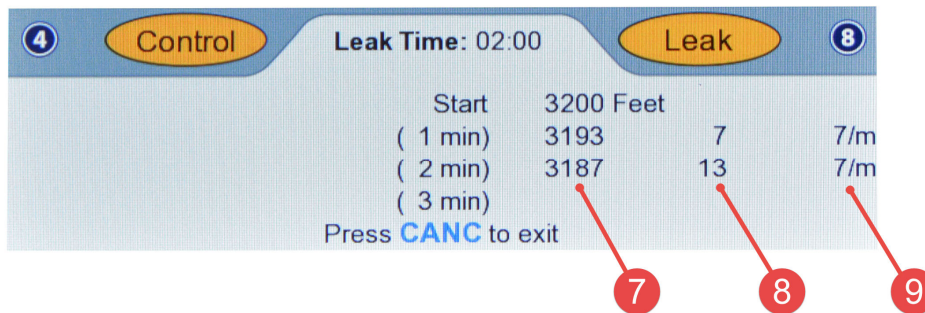 4 Control Leak Time: 02:00 Leak 8
Start 3200 Feet
( 1 min) 3193 7 7/m
( 2 min) 3187 13 7/m
( 3 min)
Press CANC to exit
7 8 9